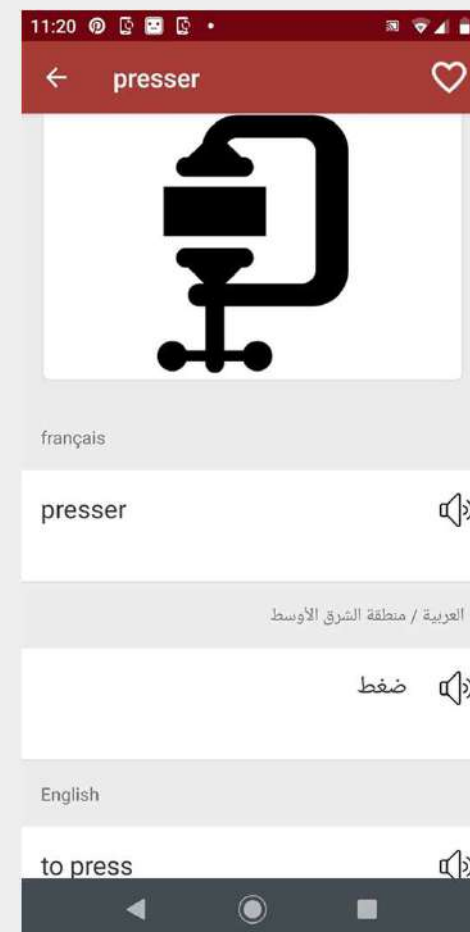 11:20
presser
français
presser
العربية / منطقة الشرق الأوسط
ضغط
English
to press